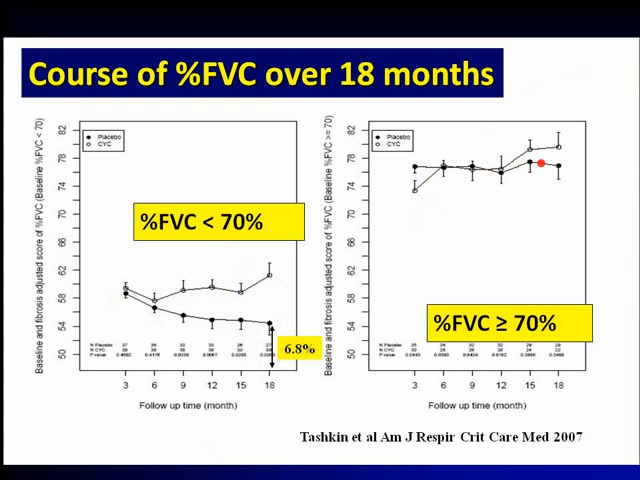 Course of %FVC over 18 months
Baseline and fibrosis adjusted score of %FVC (Baseline %FVC < 70)
82
78
74
70
66
62
58
54
50
Placebo
CYC
%FVC < 70%
6.8%
N Placebo
N CYC
P value
3 6 9 12 15 18
Follow up time (month)
Baseline and fibrosis adjusted score of %FVC (Baseline %FVC >= 70)
82
78
74
70
66
62
58
54
50
Placebo
CYC
%FVC ≥ 70%
N Placebo
N CYC
P value
3 6 9 12 15 18
Follow up time (month)
Tashkin et al Am J Respir Crit Care Med 2007